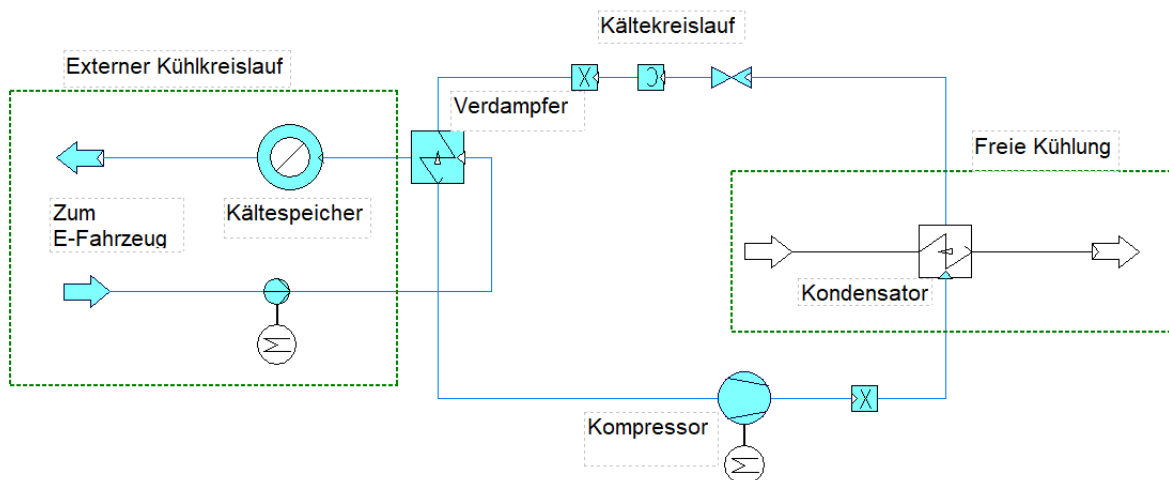 Kältekreislauf
Externer Kühlkreislauf
Verdampfer
Freie Kühlung
Zum
E-Fahrzeug
Kältespeicher
Kondensator
Kompressor